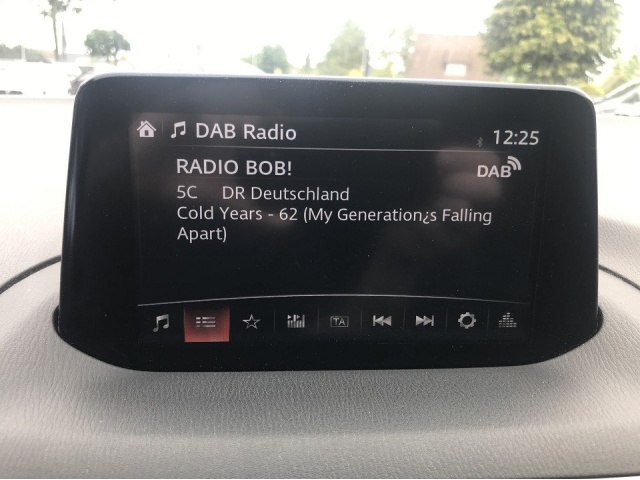 DAB Radio 12:25
RADIO BOB! DAB
5C DR Deutschland
Cold Years - 62 (My Generation¿s Falling
Apart)
TA